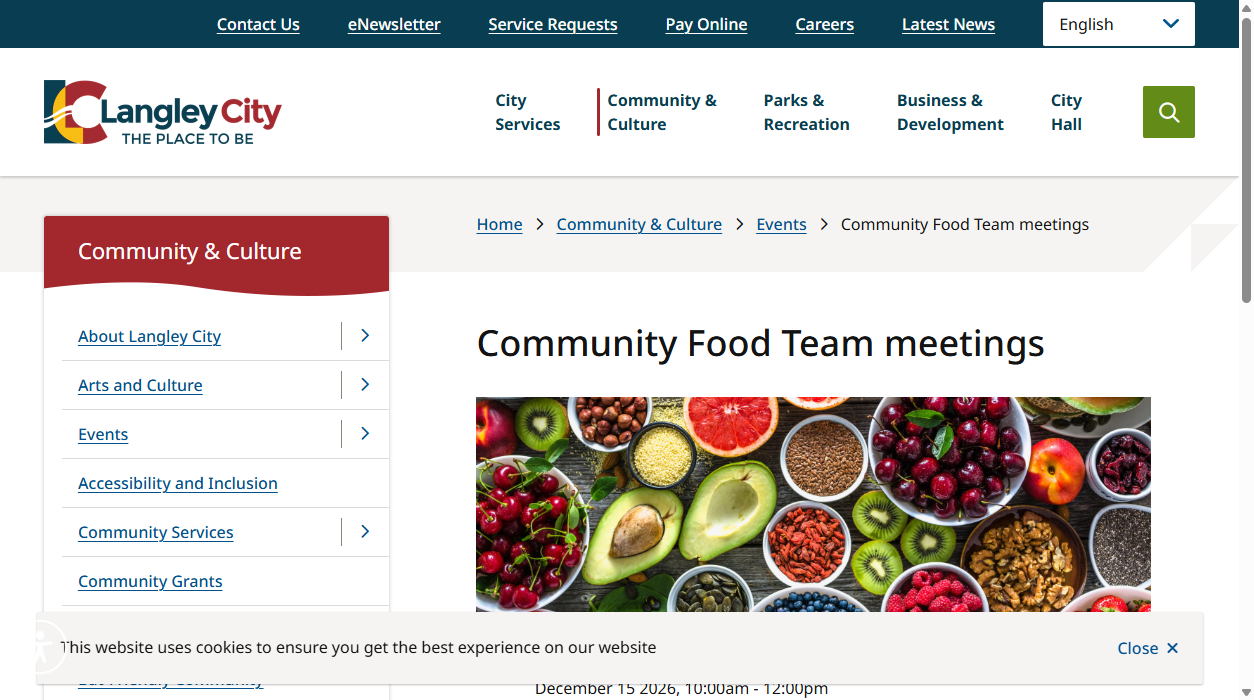 Contact Us eNewsletter Service Requests Pay Online Careers Latest News English
Langley City
THE PLACE TO BE
City Services
Community & Culture
Parks & Recreation
Business & Development
City Hall
Home > Community & Culture > Events > Community Food Team meetings
Community & Culture
About Langley City
Arts and Culture
Events
Accessibility and Inclusion
Community Services
Community Grants
Community Food Team meetings
This website uses cookies to ensure you get the best experience on our website
Close ×
December 15 2026, 10:00am - 12:00pm